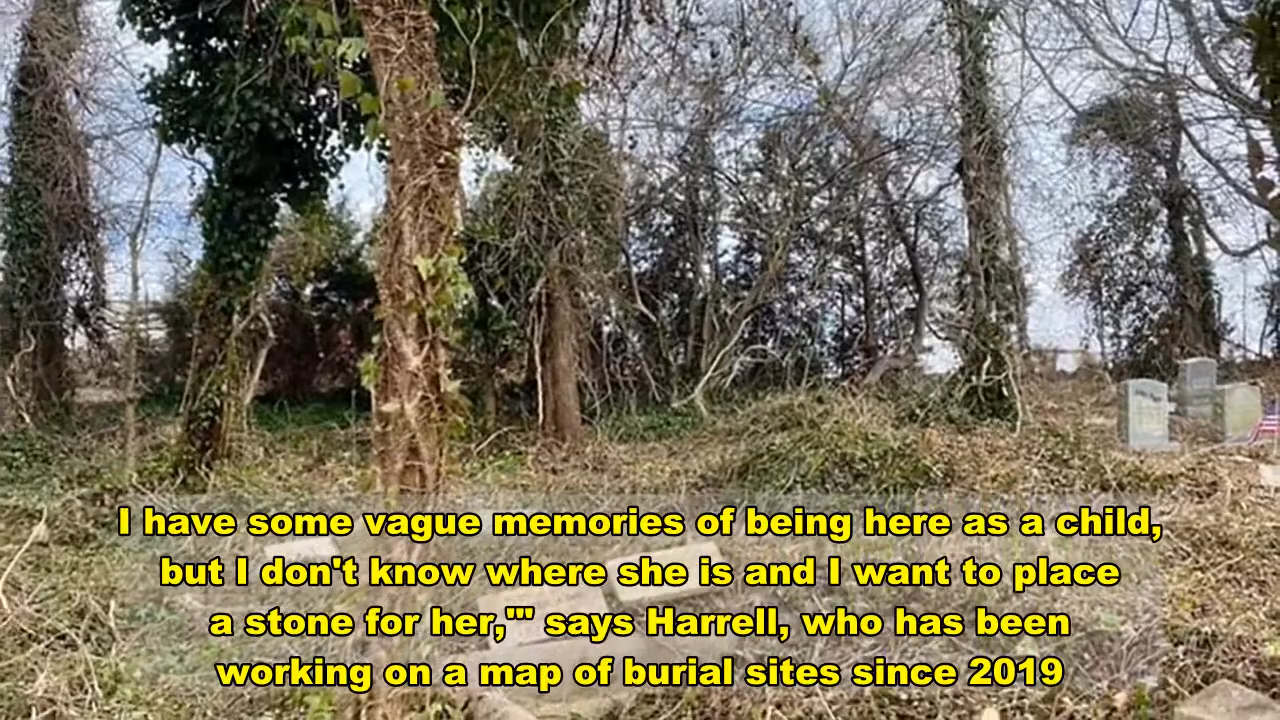 I have some vague memories of being here as a child,
but I don't know where she is and I want to place
a stone for her,'" says Harrell, who has been
working on a map of burial sites since 2019